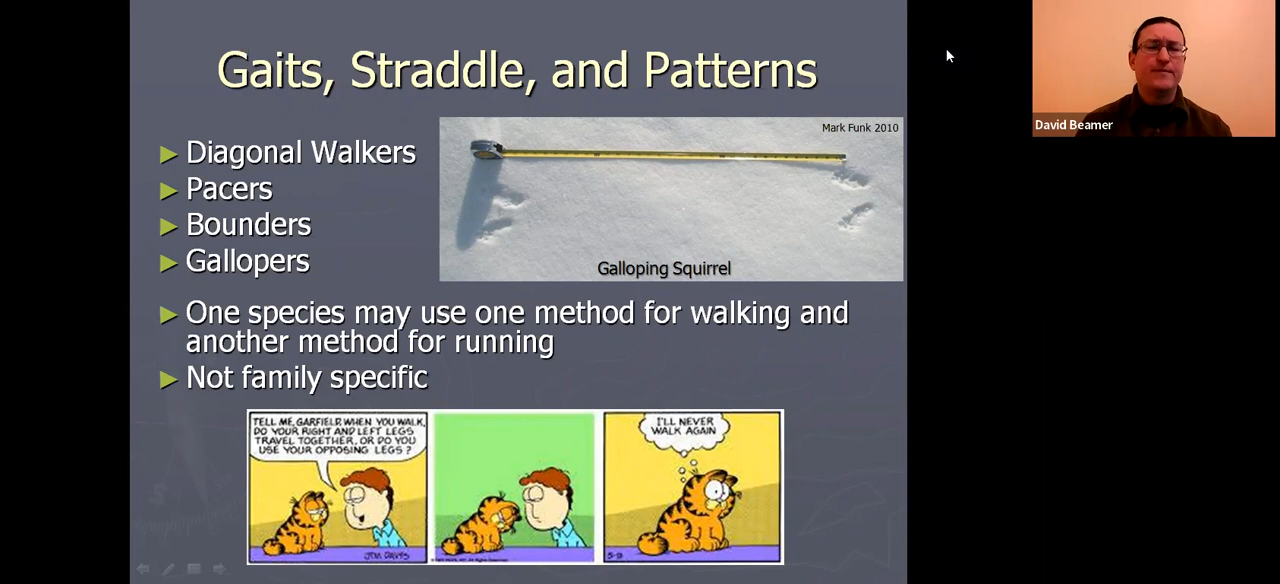 Gaits, Straddle, and Patterns
Mark Funk 2010
► Diagonal Walkers
► Pacers
► Bounders
► Gallopers
Galloping Squirrel
► One species may use one method for walking and
another method for running
► Not family specific
TELL ME, GARFIELD, WHEN YOU WALK,
DO YOUR RIGHT AND LEFT LEGS
TRAVEL TOGETHER, OR DO YOU
USE YOUR OPPOSING LEGS?
JIM DAVIS
I'LL NEVER
WALK AGAIN
David Beamer